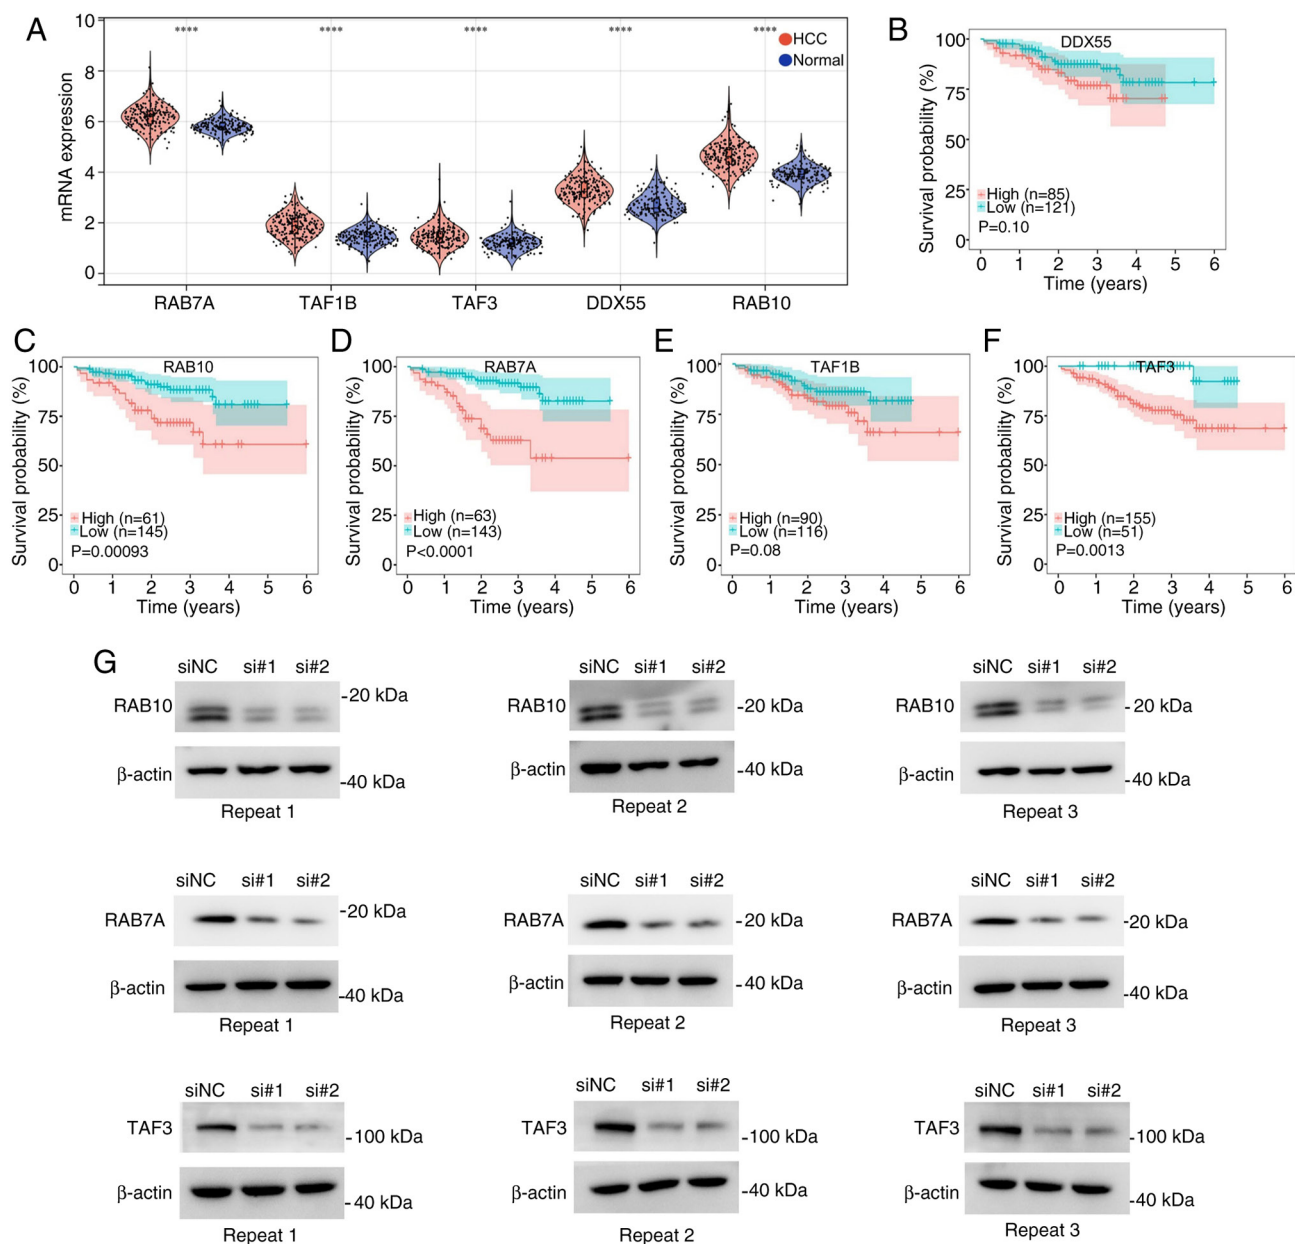 A
10
8
6
4
2
0
mRNA expression
**** **** **** **** ****
HCC
Normal
RAB7A TAF1B TAF3 DDX55 RAB10
B
DDX55
Survival probability (%)
100
75
50
25
0
High (n=85)
Low (n=121)
P=0.10
0 1 2 3 4 5 6
Time (years)
C
RAB10
Survival probability (%)
100
75
50
25
0
High (n=61)
Low (n=145)
P=0.00093
0 1 2 3 4 5 6
Time (years)
D
RAB7A
Survival probability (%)
100
75
50
25
0
High (n=63)
Low (n=143)
P<0.0001
0 1 2 3 4 5 6
Time (years)
E
TAF1B
Survival probability (%)
100
75
50
25
0
High (n=90)
Low (n=116)
P=0.08
0 1 2 3 4 5 6
Time (years)
F
TAF3
Survival probability (%)
100
75
50
25
0
High (n=155)
Low (n=51)
P=0.0013
0 1 2 3 4 5 6
Time (years)
G
siNC si#1 si#2
RAB10
-20 kDa
β-actin
-40 kDa
Repeat 1
siNC si#1 si#2
RAB10
-20 kDa
β-actin
-40 kDa
Repeat 2
siNC si#1 si#2
RAB10
- 20 kDa
β-actin
- 40 kDa
Repeat 3
siNC si#1 si#2
RAB7A
-20 kDa
β-actin
-40 kDa
Repeat 1
siNC si#1 si#2
RAB7A
-20 kDa
β-actin
-40 kDa
Repeat 2
siNC si#1 si#2
RAB7A
-20 kDa
β-actin
-40 kDa
Repeat 3
siNC si#1 si#2
TAF3
-100 kDa
β-actin
-40 kDa
Repeat 1
siNC si#1 si#2
TAF3
-100 kDa
β-actin
-40 kDa
Repeat 2
siNC si#1 si#2
TAF3
-100 kDa
β-actin
-40 kDa
Repeat 3